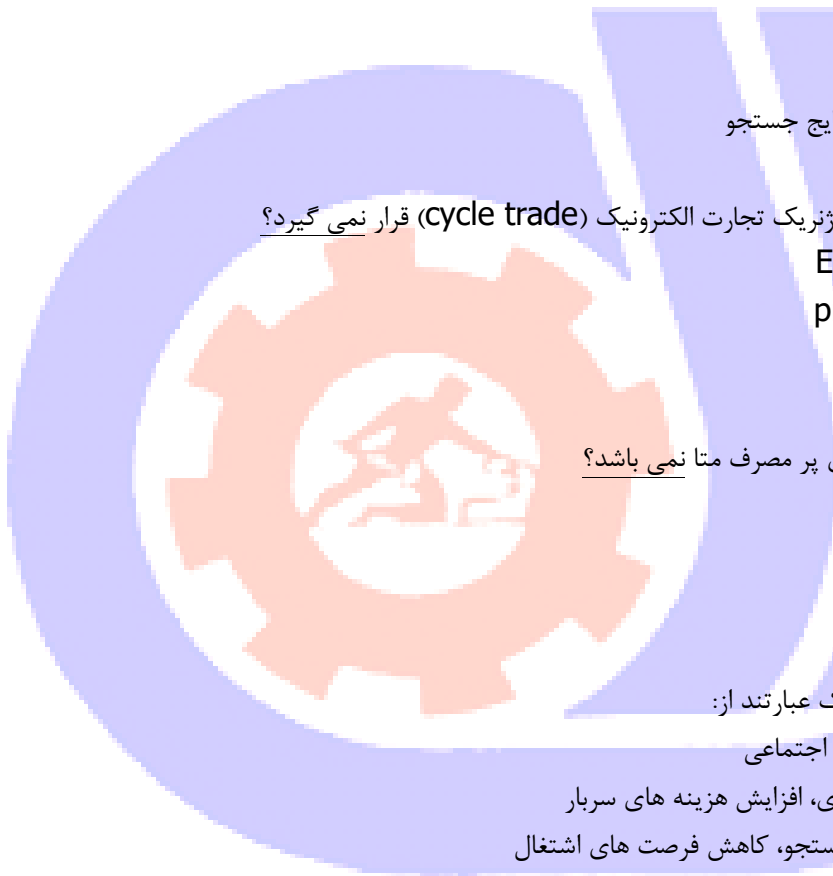 ایج جستجو
ژنریک تجارت الکترونیک (cycle trade) قرار نمی گیرد؟
E
p
پر مصرف متا نمی باشد؟
عبارتند از:
اجتماعی
ی، افزایش هزینه های سربار
ستجو، کاهش فرصت های اشتغال